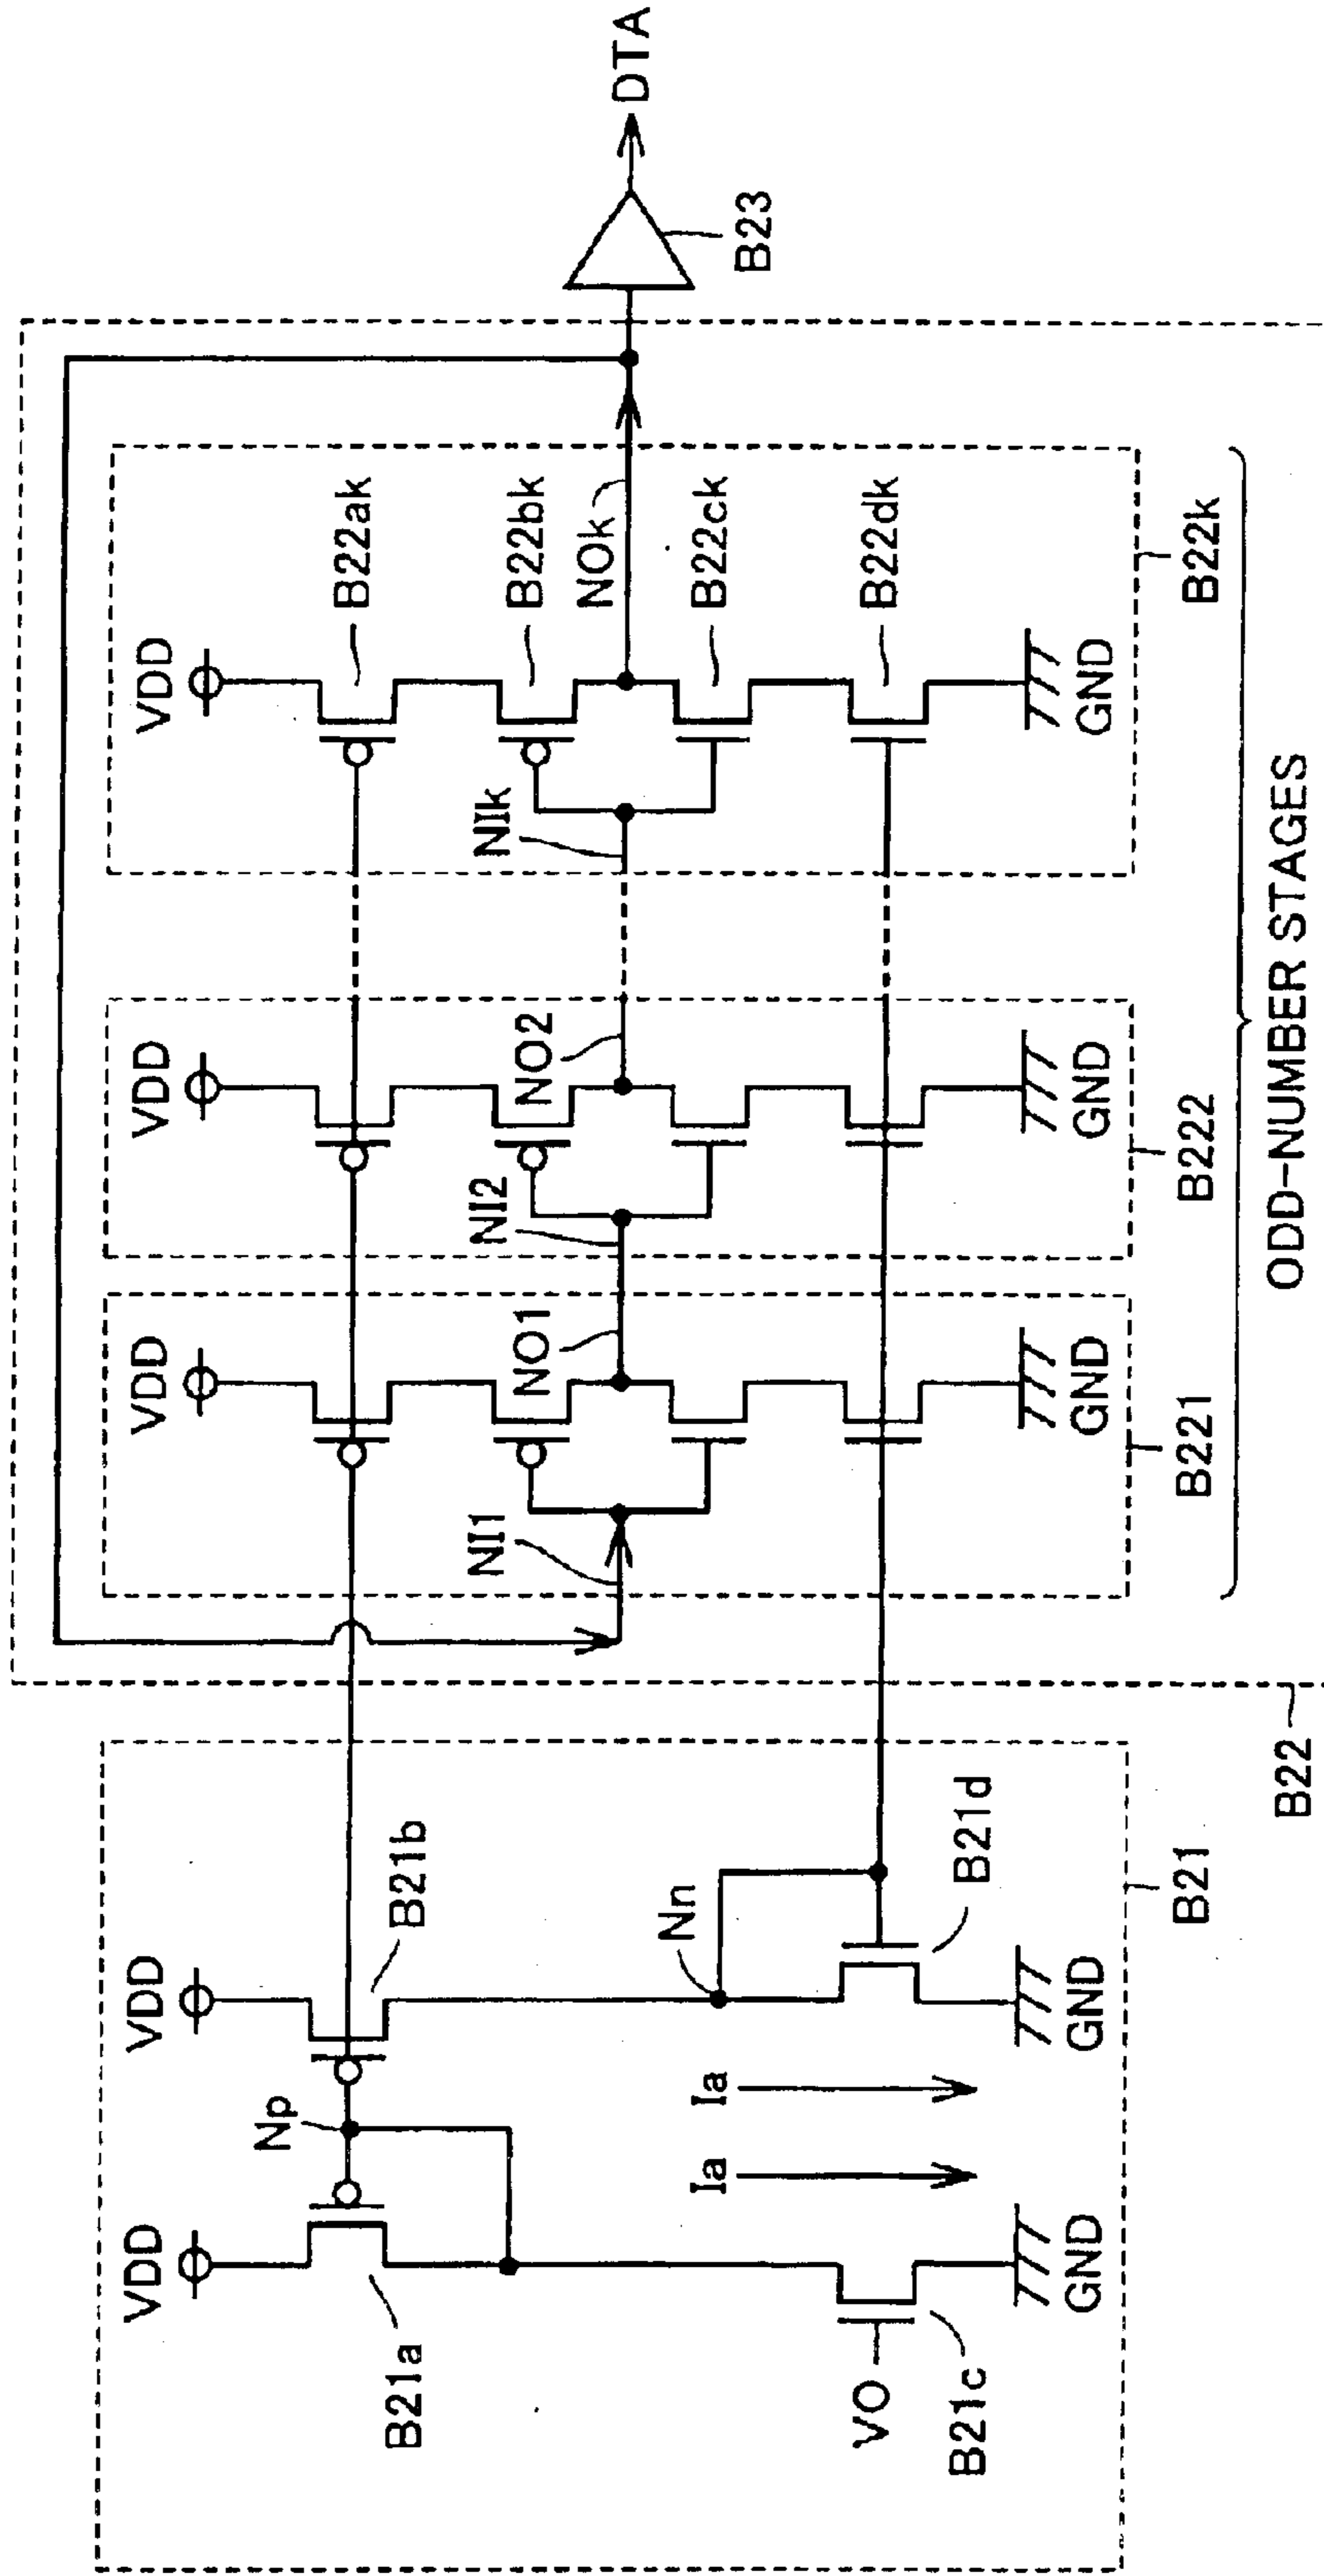 VDD
VDD
VDD
VDD
VDD
Np
B21a
B21b
B22ak
NI1
NO1
NI2
NO2
NIk
B22bk
NOk
DTA
B23
Ia
Ia
Nn
B22ck
VO
B21c
B21d
B22dk
GND
GND
GND
GND
GND
B21
B221
B222
B22k
B22
ODD-NUMBER STAGES